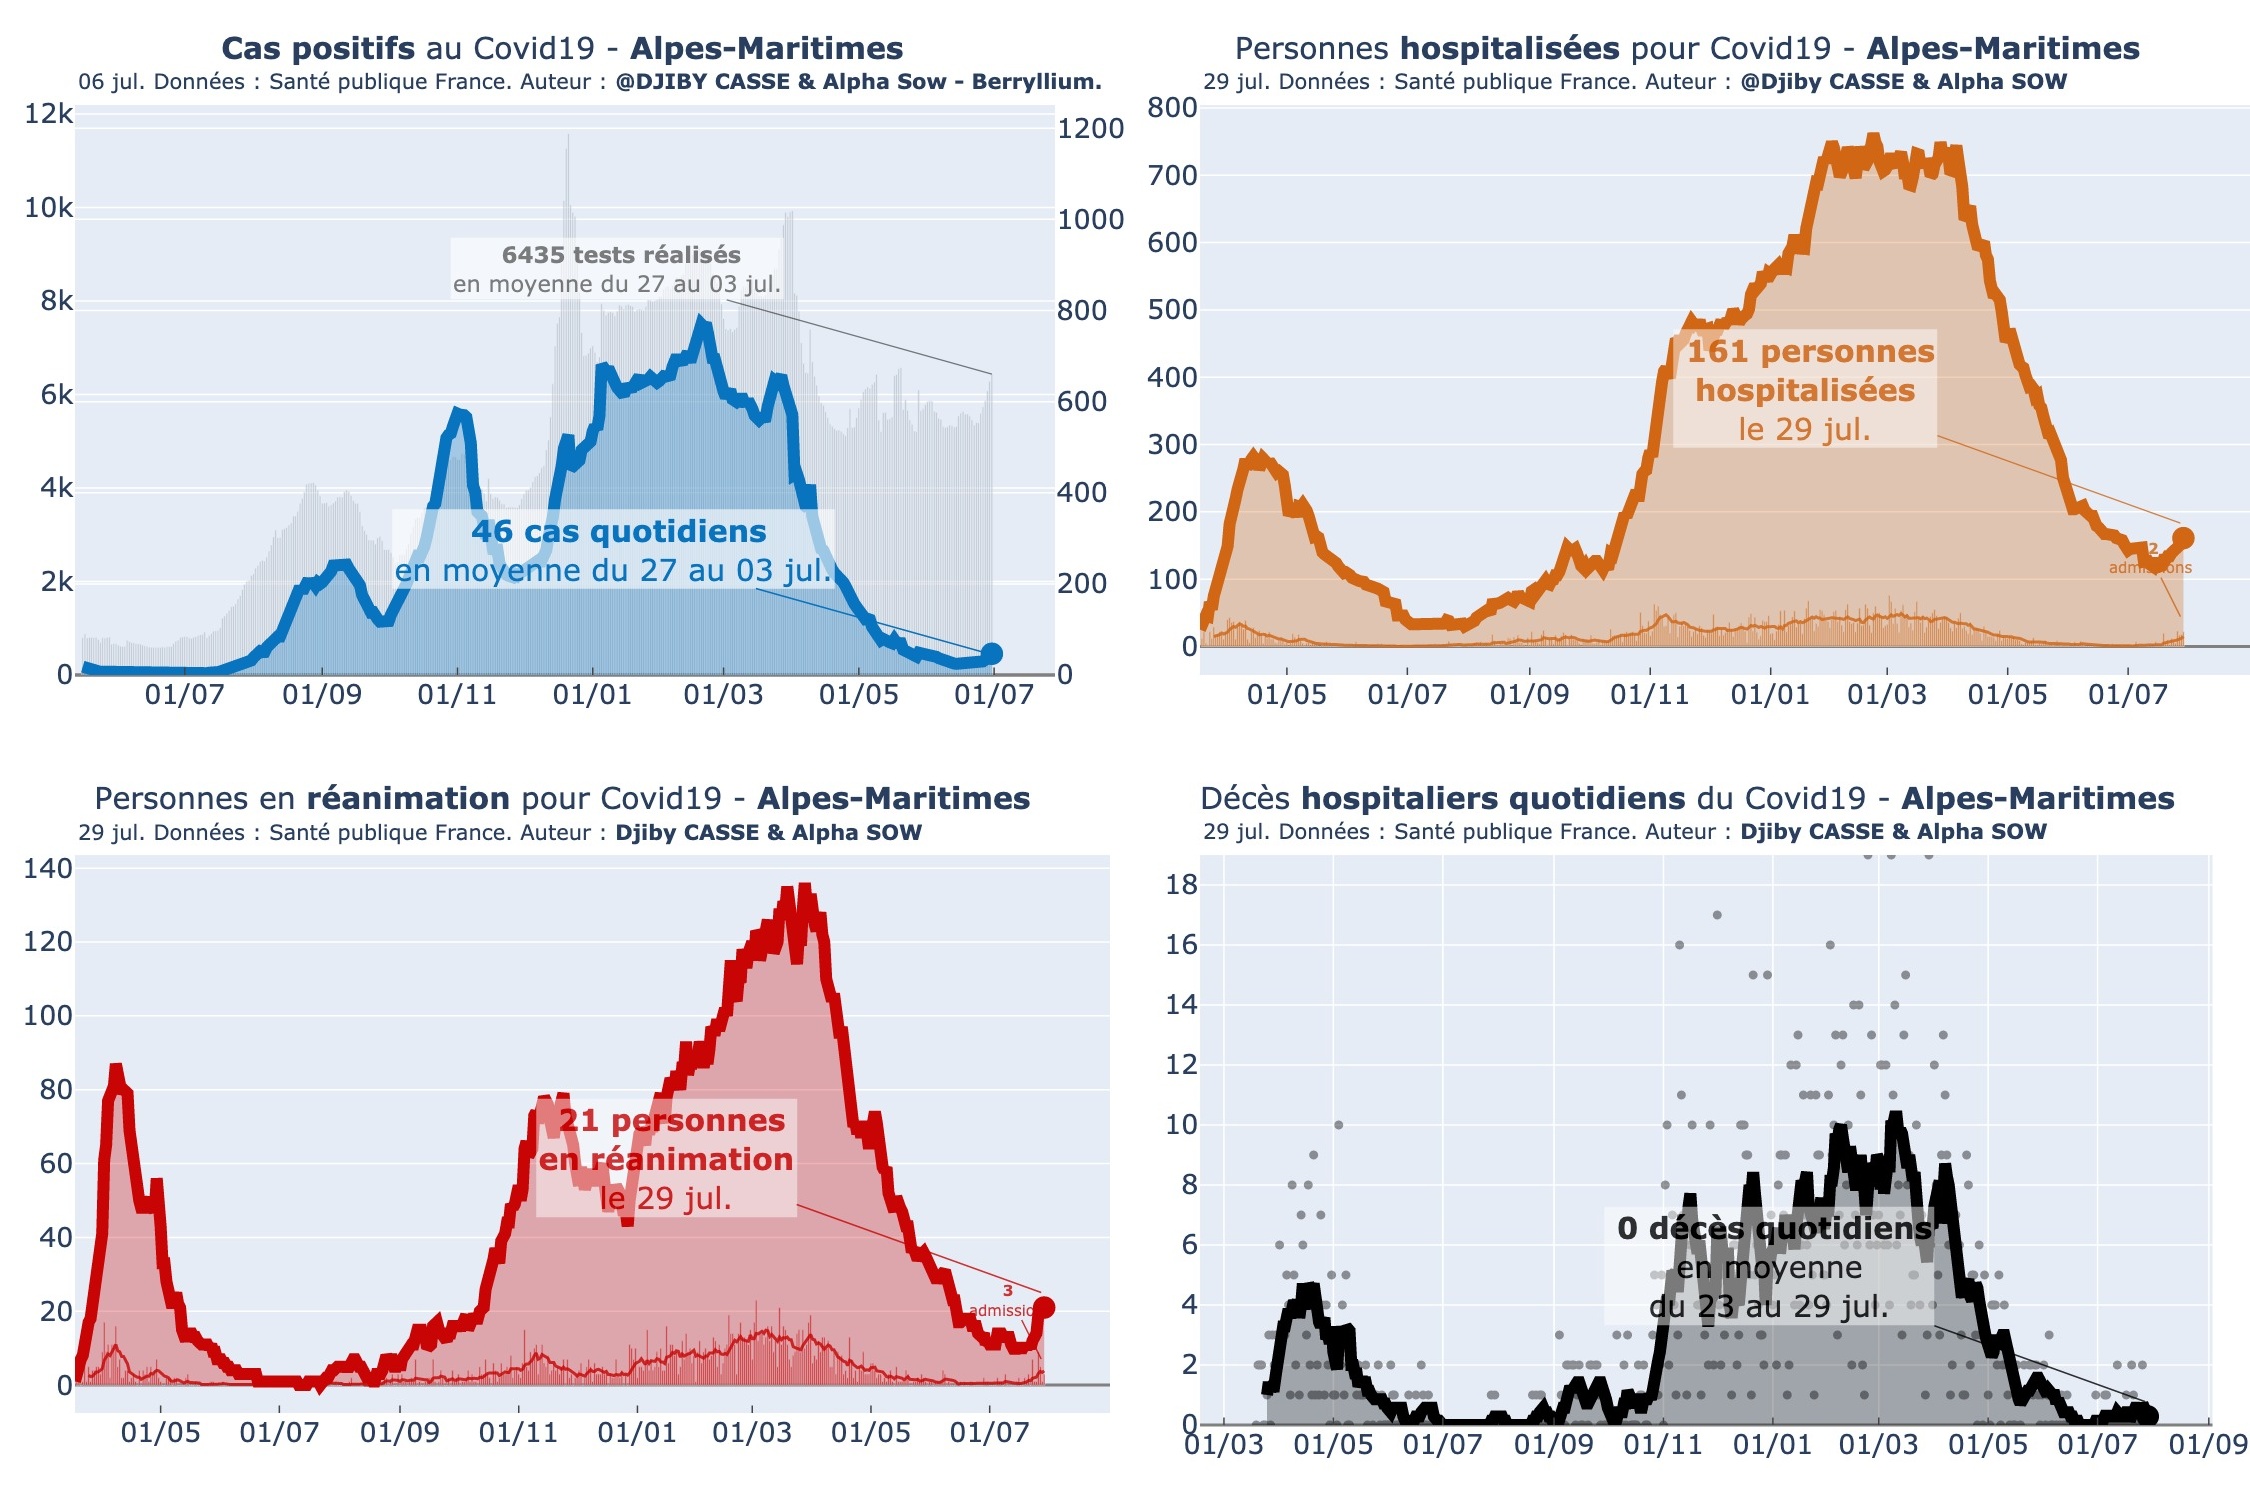 Cas positifs au Covid19 - Alpes-Maritimes
06 jul. Données : Santé publique France. Auteur : @DJIBY CASSE & Alpha Sow - Berryllium.
12k
10k
8k
6k
4k
2k
0
1200
1000
800
600
400
200
0
6435 tests réalisés
en moyenne du 27 au 03 jul.
46 cas quotidiens
en moyenne du 27 au 03 jul.
01/07 01/09 01/11 01/01 01/03 01/05 01/07
Personnes hospitalisées pour Covid19 - Alpes-Maritimes
29 jul. Données : Santé publique France. Auteur : @Djiby CASSE & Alpha SOW
800
700
600
500
400
300
200
100
0
161 personnes
hospitalisées
le 29 jul.
2
admissions
01/05 01/07 01/09 01/11 01/01 01/03 01/05 01/07
Personnes en réanimation pour Covid19 - Alpes-Maritimes
29 jul. Données : Santé publique France. Auteur : Djiby CASSE & Alpha SOW
140
120
100
80
60
40
20
0
21 personnes
en réanimation
le 29 jul.
3
admissio
01/05 01/07 01/09 01/11 01/01 01/03 01/05 01/07
Décès hospitaliers quotidiens du Covid19 - Alpes-Maritimes
29 jul. Données : Santé publique France. Auteur : Djiby CASSE & Alpha SOW
18
16
14
12
10
8
6
4
2
0
0 décès quotidiens
en moyenne
du 23 au 29 jul.
01/03 01/05 01/07 01/09 01/11 01/01 01/03 01/05 01/07 01/09